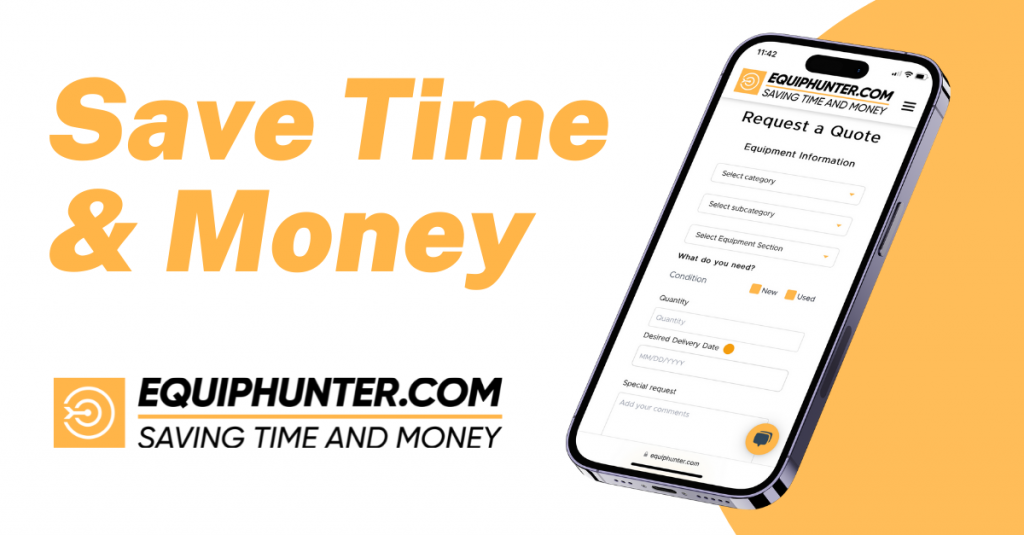 Save Time
& Money
EQUIPHUNTER.COM
SAVING TIME AND MONEY
11:42
EQUIPHUNTER.COM
SAVING TIME AND MONEY
Request a Quote
Equipment Information
Select category
Select subcategory
Select Equipment Section
What do you need?
Condition
New
Used
Quantity
Quantity
Desired Delivery Date
MM/DD/YYYY
Special request
Add your comments
equiphunter.com